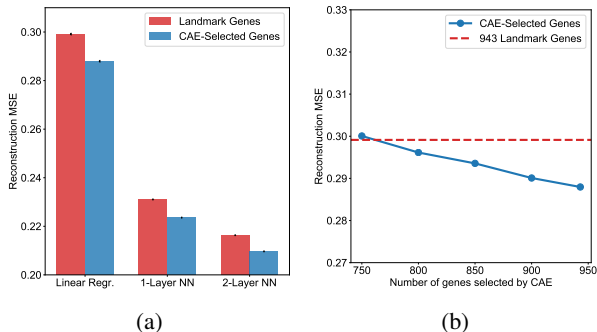 Landmark Genes
CAE-Selected Genes
Reconstruction MSE
0.30
0.28
0.26
0.24
0.22
0.20
Linear Regr.
1-Layer NN
2-Layer NN
(a)
CAE-Selected Genes
943 Landmark Genes
Reconstruction MSE
0.33
0.32
0.31
0.30
0.29
0.28
0.27
750
800
850
900
950
Number of genes selected by CAE
(b)